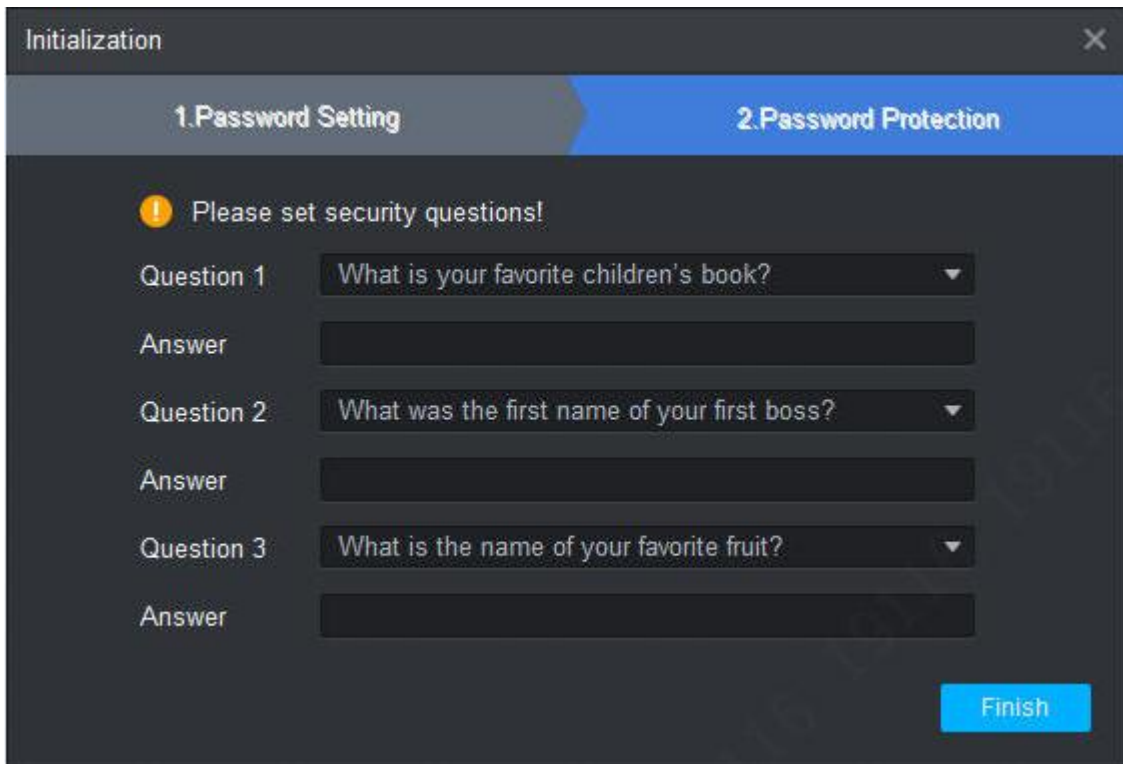 Initialization
1.Password Setting
2.Password Protection
Please set security questions!
Question 1 What is your favorite children's book?
Answer
Question 2 What was the first name of your first boss?
Answer
Question 3 What is the name of your favorite fruit?
Answer
Finish